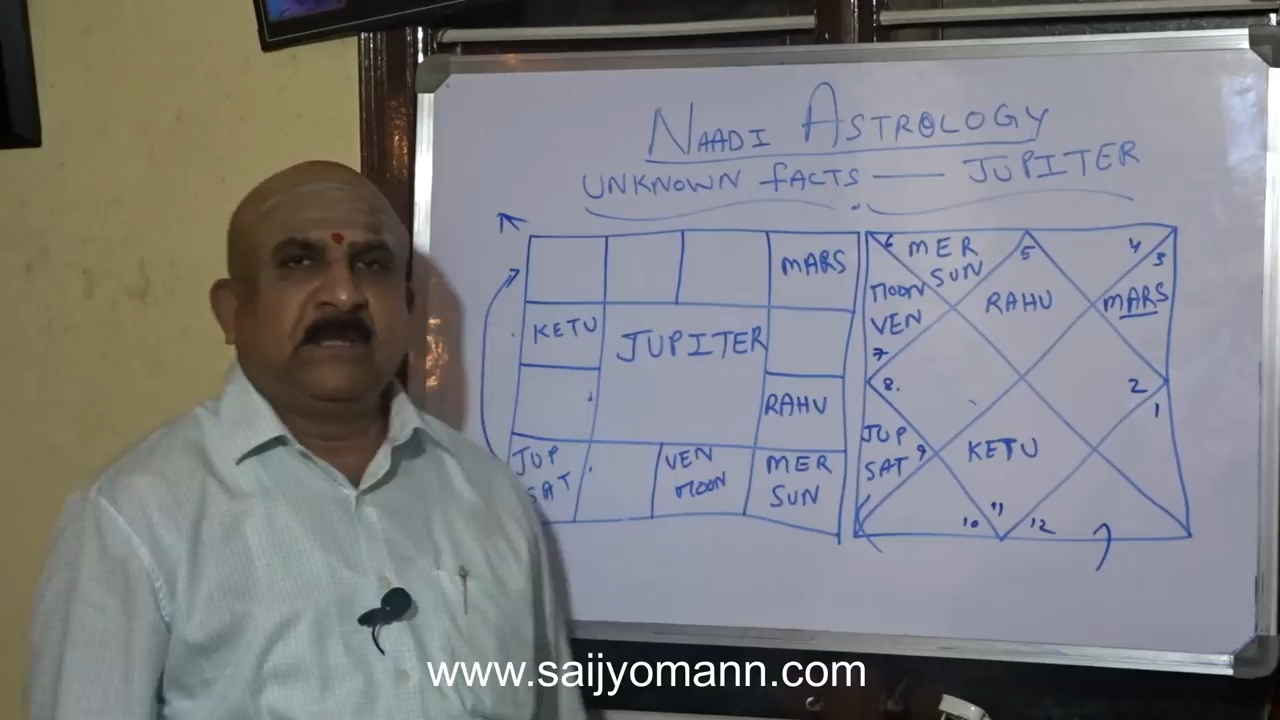 NAADI ASTROLOGY
UNKNOWN FACTS — JUPITER
MARS
KETU
JUPITER
RAHU
JUP
SAT
VEN
MOON
MER
SUN
6
MER
SUN
5
4
3
MOON
VEN
7
RAHU
MARS
8.
2
1
JUP
SAT
9
KETU
10
11
12
www.saijyomann.com